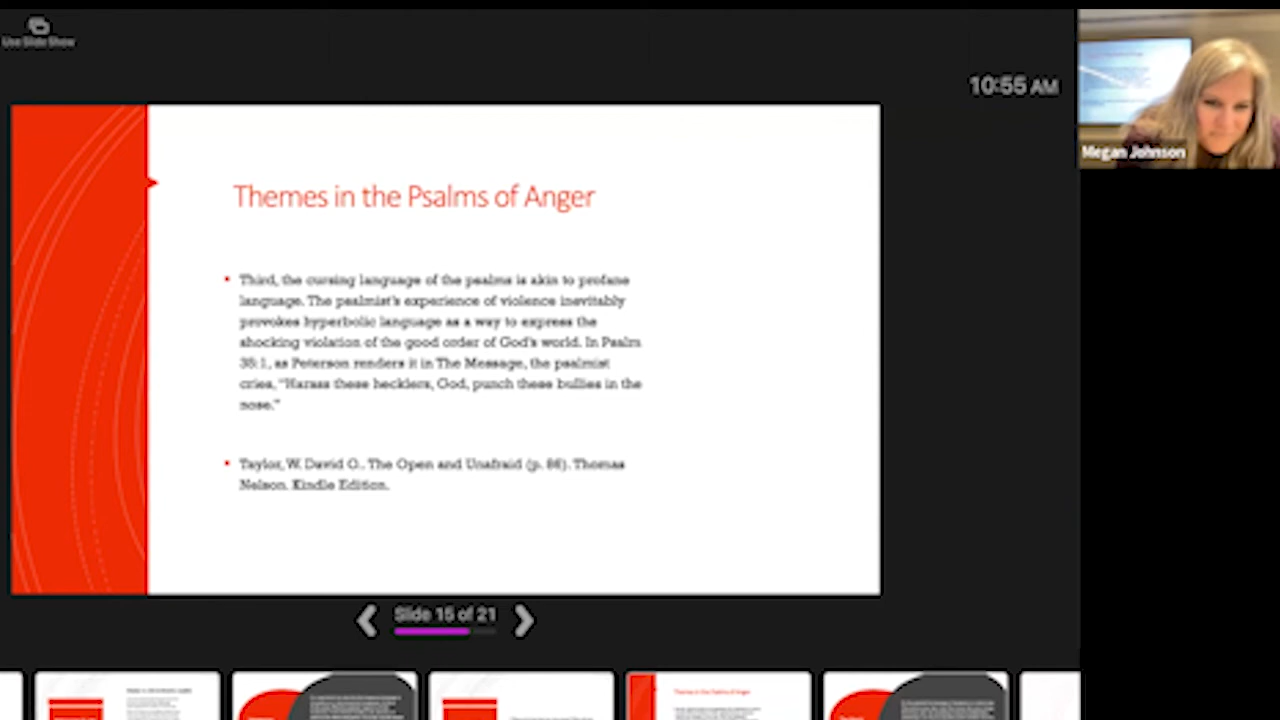 Use Slide Show
10:55 AM
Megan Johnson
Themes in the Psalms of Anger
Third, the cursing language of the psalms is akin to profane
language. The psalmist's experience of violence inevitably
provokes hyperbolic language as a way to express the
shocking violation of the good order of God's world. In Psalm
35:1, as Peterson renders it in The Message, the psalmist
cries, "Harass these hecklers, God, punch these bullies in the
nose."
Taylor, W. David O.. The Open and Unafraid (p. 86). Thomas
Nelson. Kindle Edition.
Slide 15 of 21
Themes in the Psalms of Anger